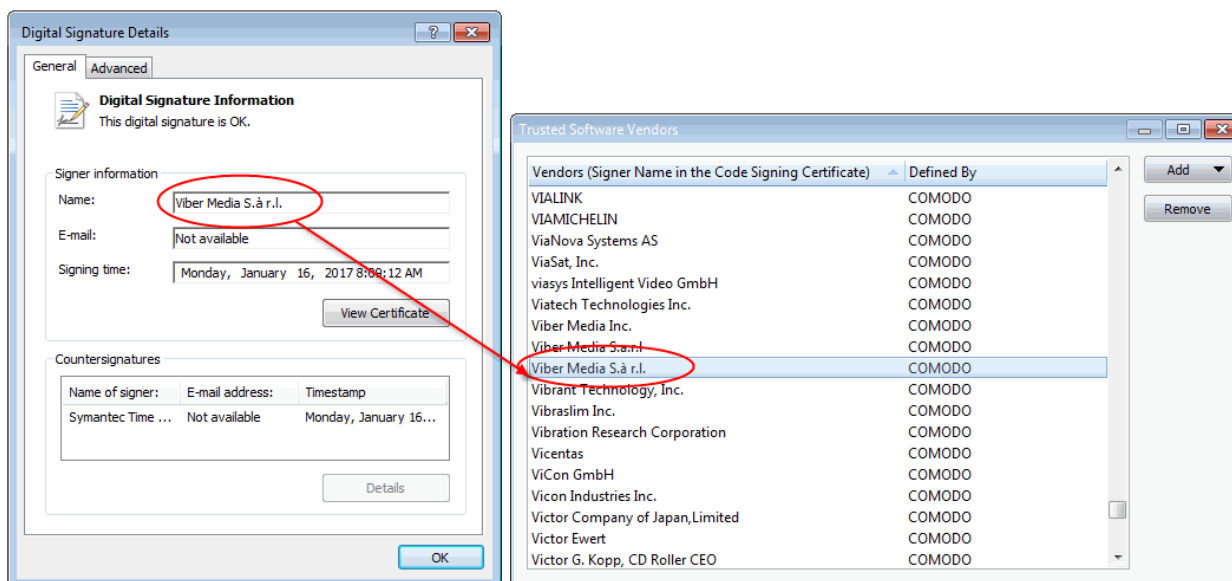 Digital Signature Details
General Advanced
Digital Signature Information
This digital signature is OK.
Signer information
Name: Viber Media S.à r.l.
E-mail: Not available
Signing time: Monday, January 16, 2017 8:09:12 AM
View Certificate
Countersignatures
Name of signer: E-mail address: Timestamp
Symantec Time ... Not available Monday, January 16...
Details
OK
Trusted Software Vendors
Vendors (Signer Name in the Code Signing Certificate) Defined By
VIALINK COMODO
VIAMICHELIN COMODO
ViaNova Systems AS COMODO
ViaSat, Inc. COMODO
viasys Intelligent Video GmbH COMODO
Viatech Technologies Inc. COMODO
Viber Media Inc. COMODO
Viber Media S.a.r.l COMODO
Viber Media S.à r.l. COMODO
Vibrant Technology, Inc. COMODO
Vibraslim Inc. COMODO
Vibration Research Corporation COMODO
Vicentas COMODO
ViCon GmbH COMODO
Vicon Industries Inc. COMODO
Victor Company of Japan,Limited COMODO
Victor Ewert COMODO
Victor G. Kopp, CD Roller CEO COMODO
Add
Remove